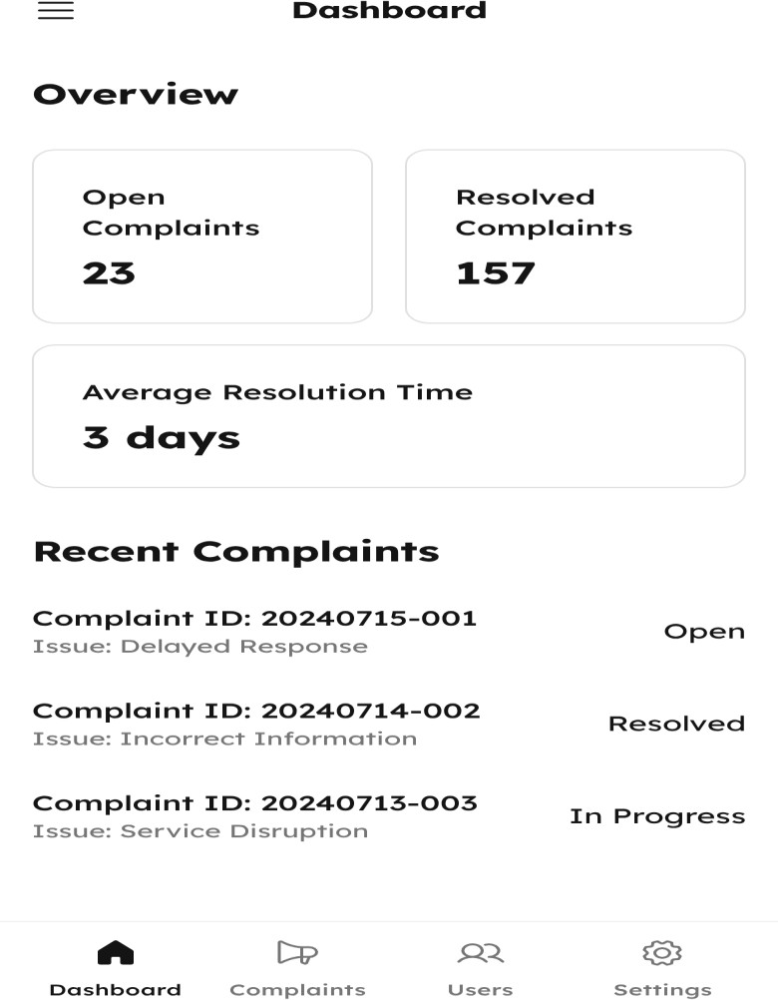 Dashboard
Overview
Open
Complaints
23
Resolved
Complaints
157
Average Resolution Time
3 days
Recent Complaints
Complaint ID: 20240715-001
Issue: Delayed Response
Open
Complaint ID: 20240714-002
Issue: Incorrect Information
Resolved
Complaint ID: 20240713-003
Issue: Service Disruption
In Progress
Dashboard
Complaints
Users
Settings